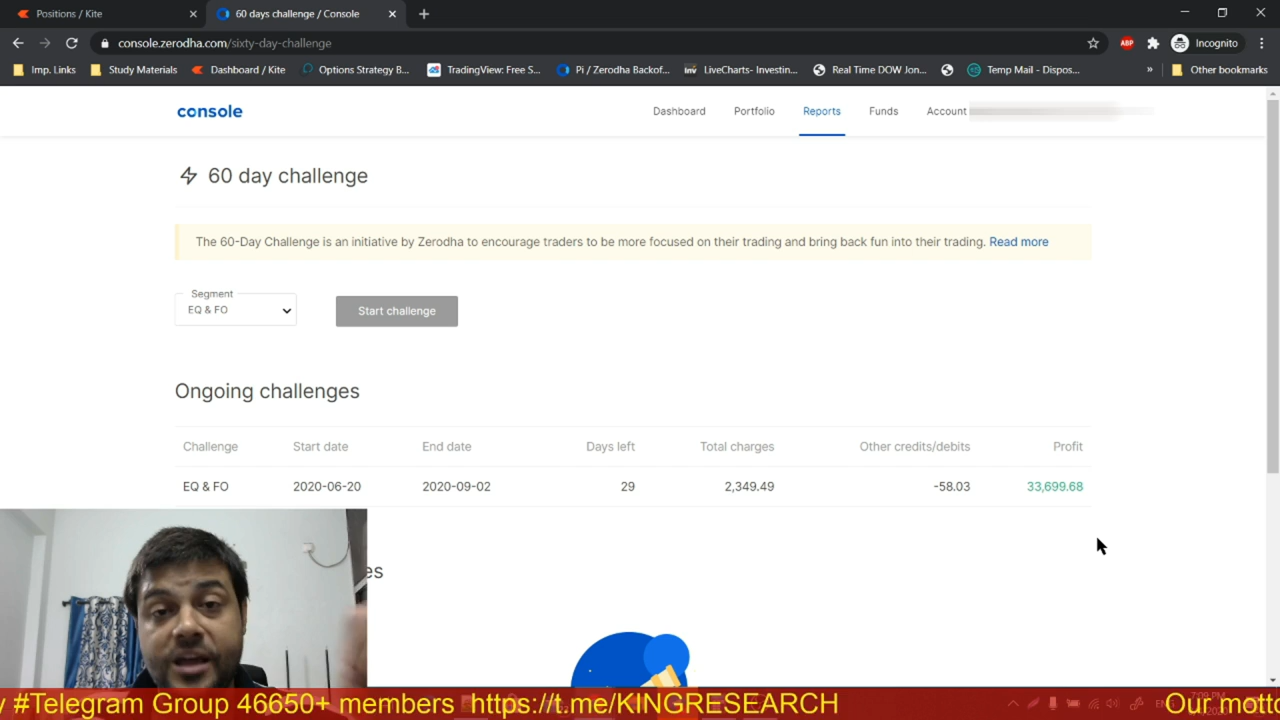 Positions / Kite
60 days challenge / Console
console.zerodha.com/sixty-day-challenge
ABP
Incognito
Imp. Links
Study Materials
Dashboard / Kite
Options Strategy B...
TradingView: Free S...
Pi / Zerodha Backof...
Inv LiveCharts- Investin...
Real Time DOW Jon...
Temp Mail - Dispos...
»
Other bookmarks
console
Dashboard
Portfolio
Reports
Funds
Account
60 day challenge
The 60-Day Challenge is an initiative by Zerodha to encourage traders to be more focused on their trading and bring back fun into their trading. Read more
Segment
EQ & FO
Start challenge
Ongoing challenges
Challenge Start date End date Days left Total charges Other credits/debits Profit
EQ & FO 2020-06-20 2020-09-02 29 2,349.49 -58.03 33,699.68
es
y #Telegram Group 46650+ members https://t.me/KINGRESEARCH Our motto